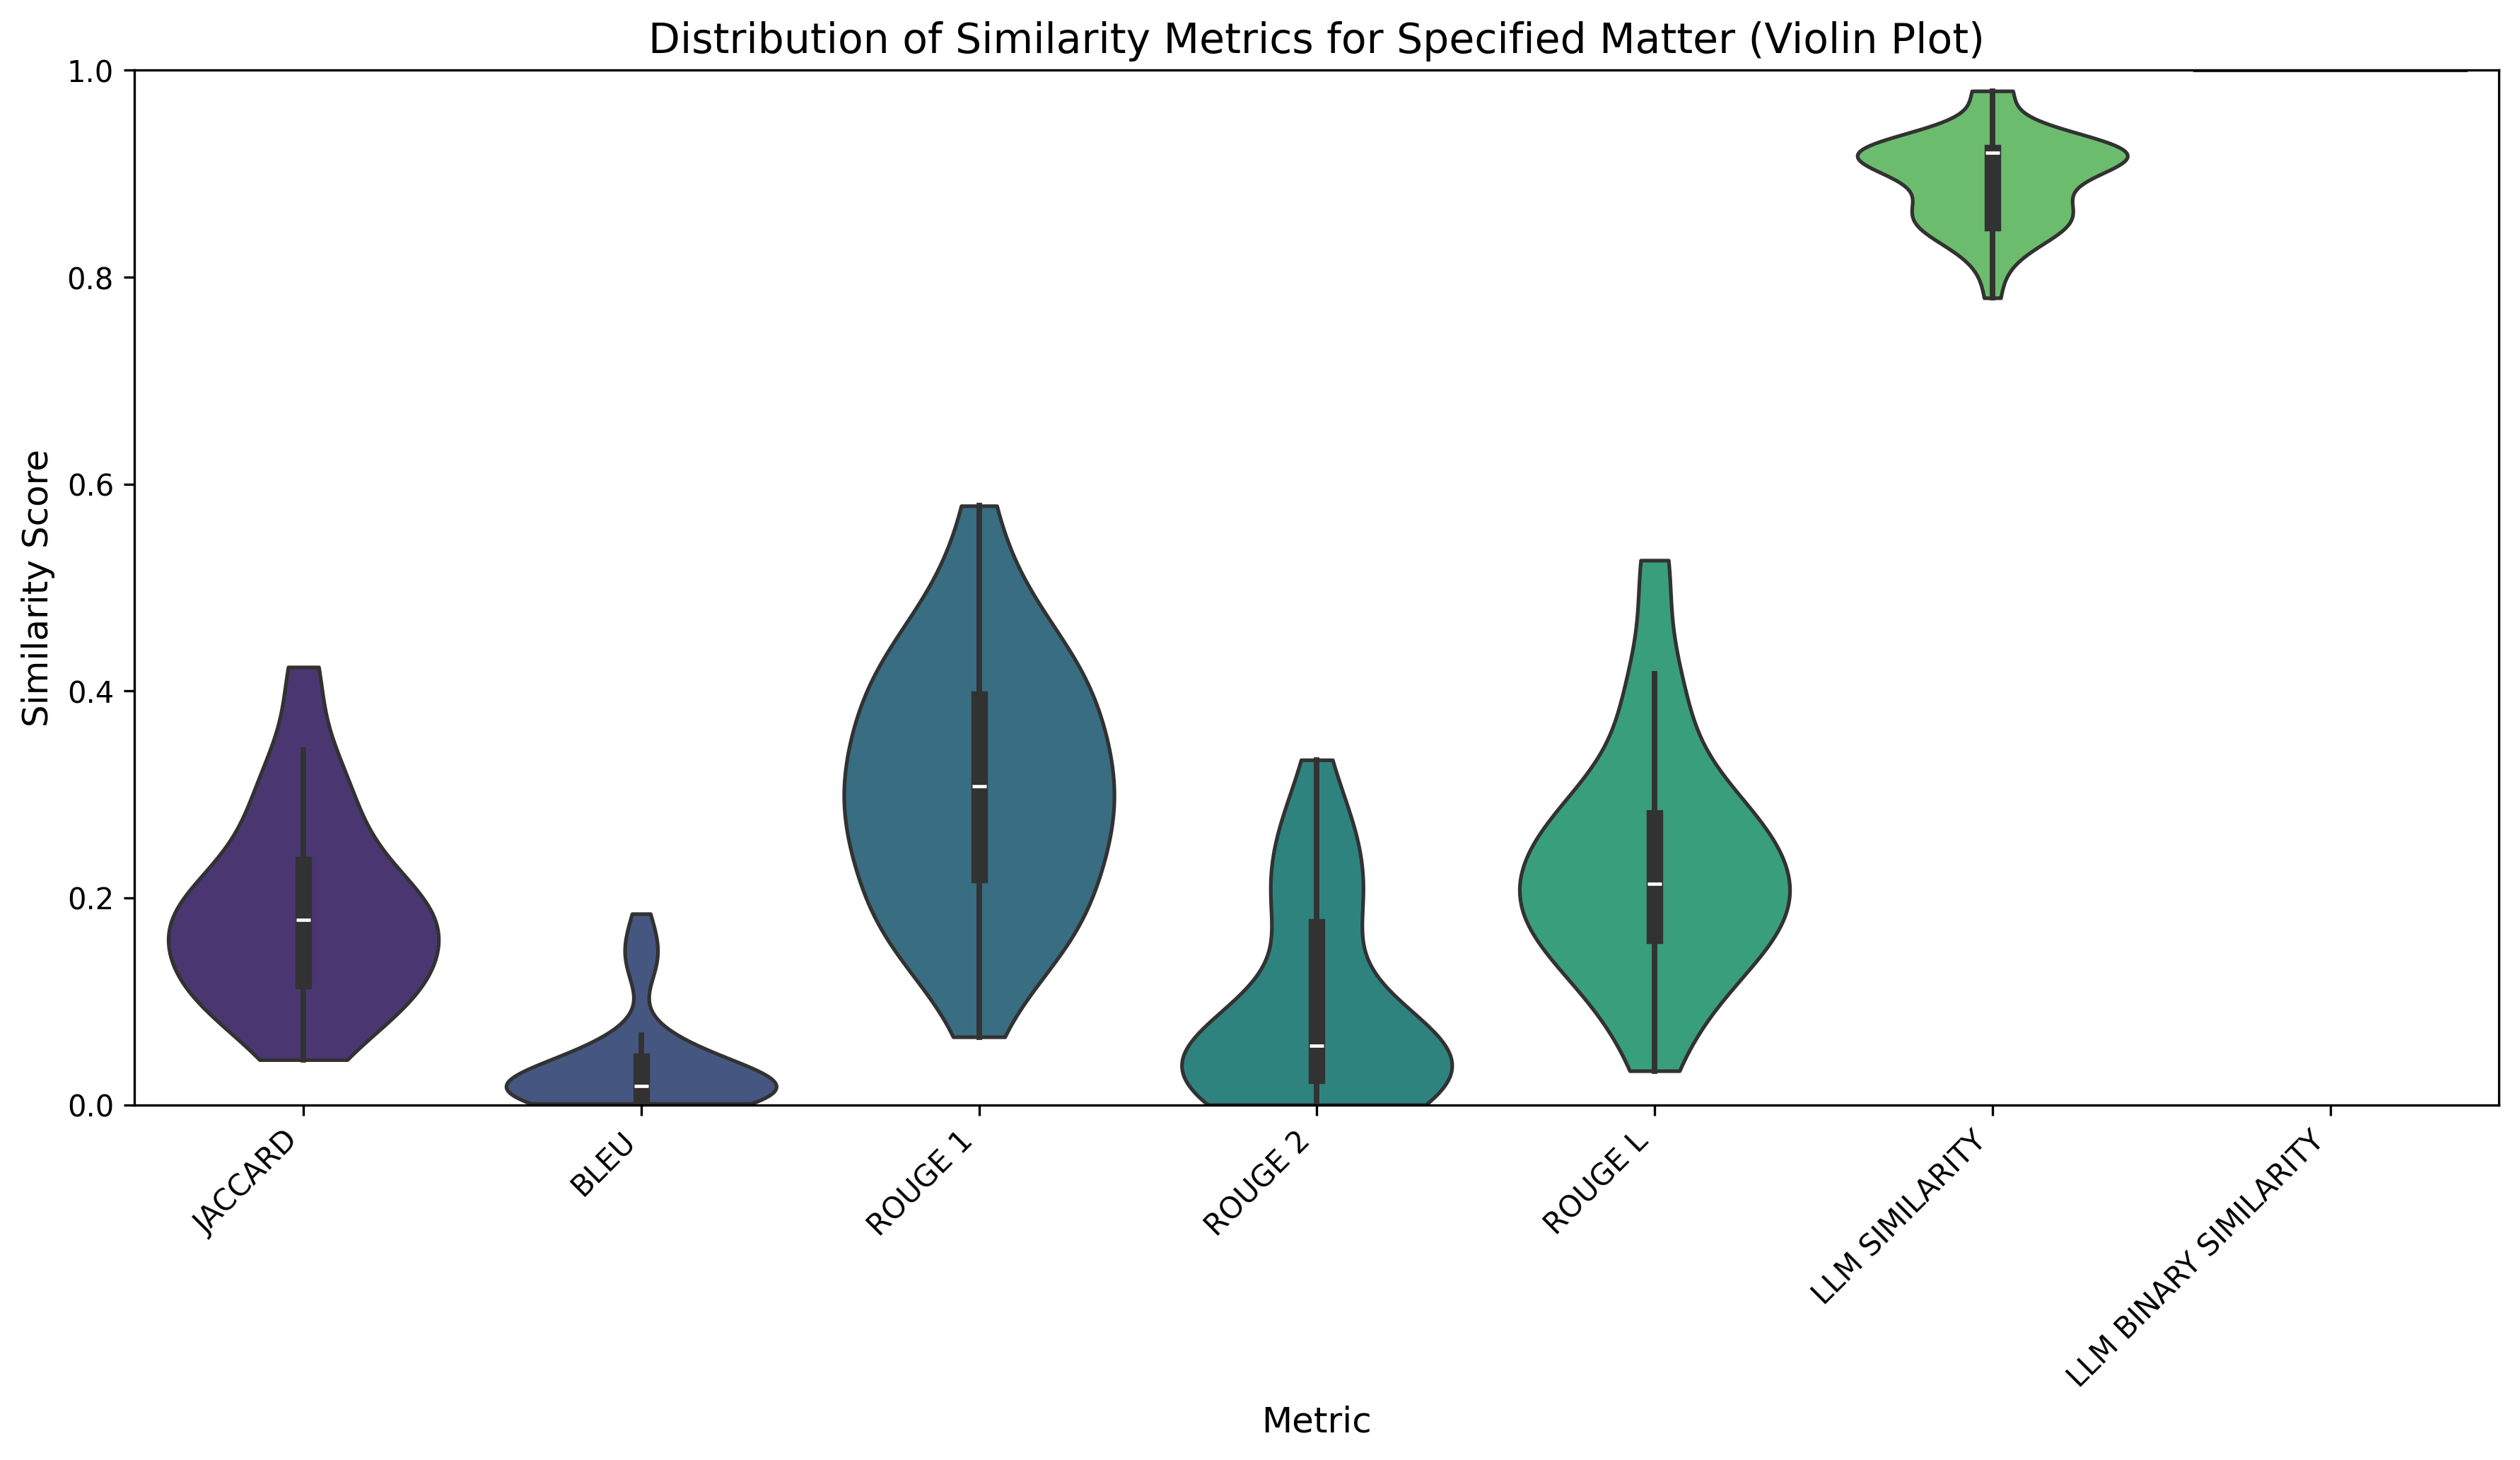 Distribution of Similarity Metrics for Specified Matter (Violin Plot)
1.0
0.8
0.6
0.4
0.2
0.0
Similarity Score
JACCARD
BLEU
ROUGE 1
ROUGE 2
ROUGE L
LLM SIMILARITY
LLM BINARY SIMILARITY
Metric